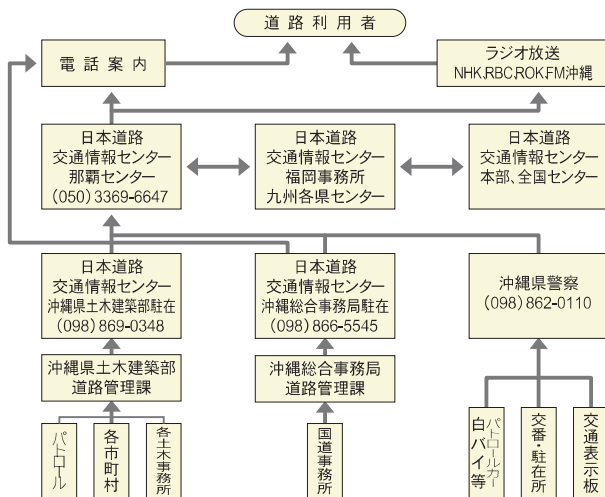 道路利用者
電話案内
ラジオ放送
NHK,RBC,ROK,FM沖縄
日本道路
交通情報センター
那覇センター
(050) 3369-6647
日本道路
交通情報センター
福岡事務所
九州各県センター
日本道路
交通情報センター
本部、全国センター
日本道路
交通情報センター
沖縄県土木建築部駐在
(098) 869-0348
日本道路
交通情報センター
沖縄総合事務局駐在
(098) 866-5545
沖縄県警察
(098) 862-0110
沖縄県土木建築部
道路管理課
沖縄総合事務局
道路管理課
パトロール
各市町村
各土木事務所
国道事務所
パトロールカー
白バイ等
交番・駐在所
交通表示板